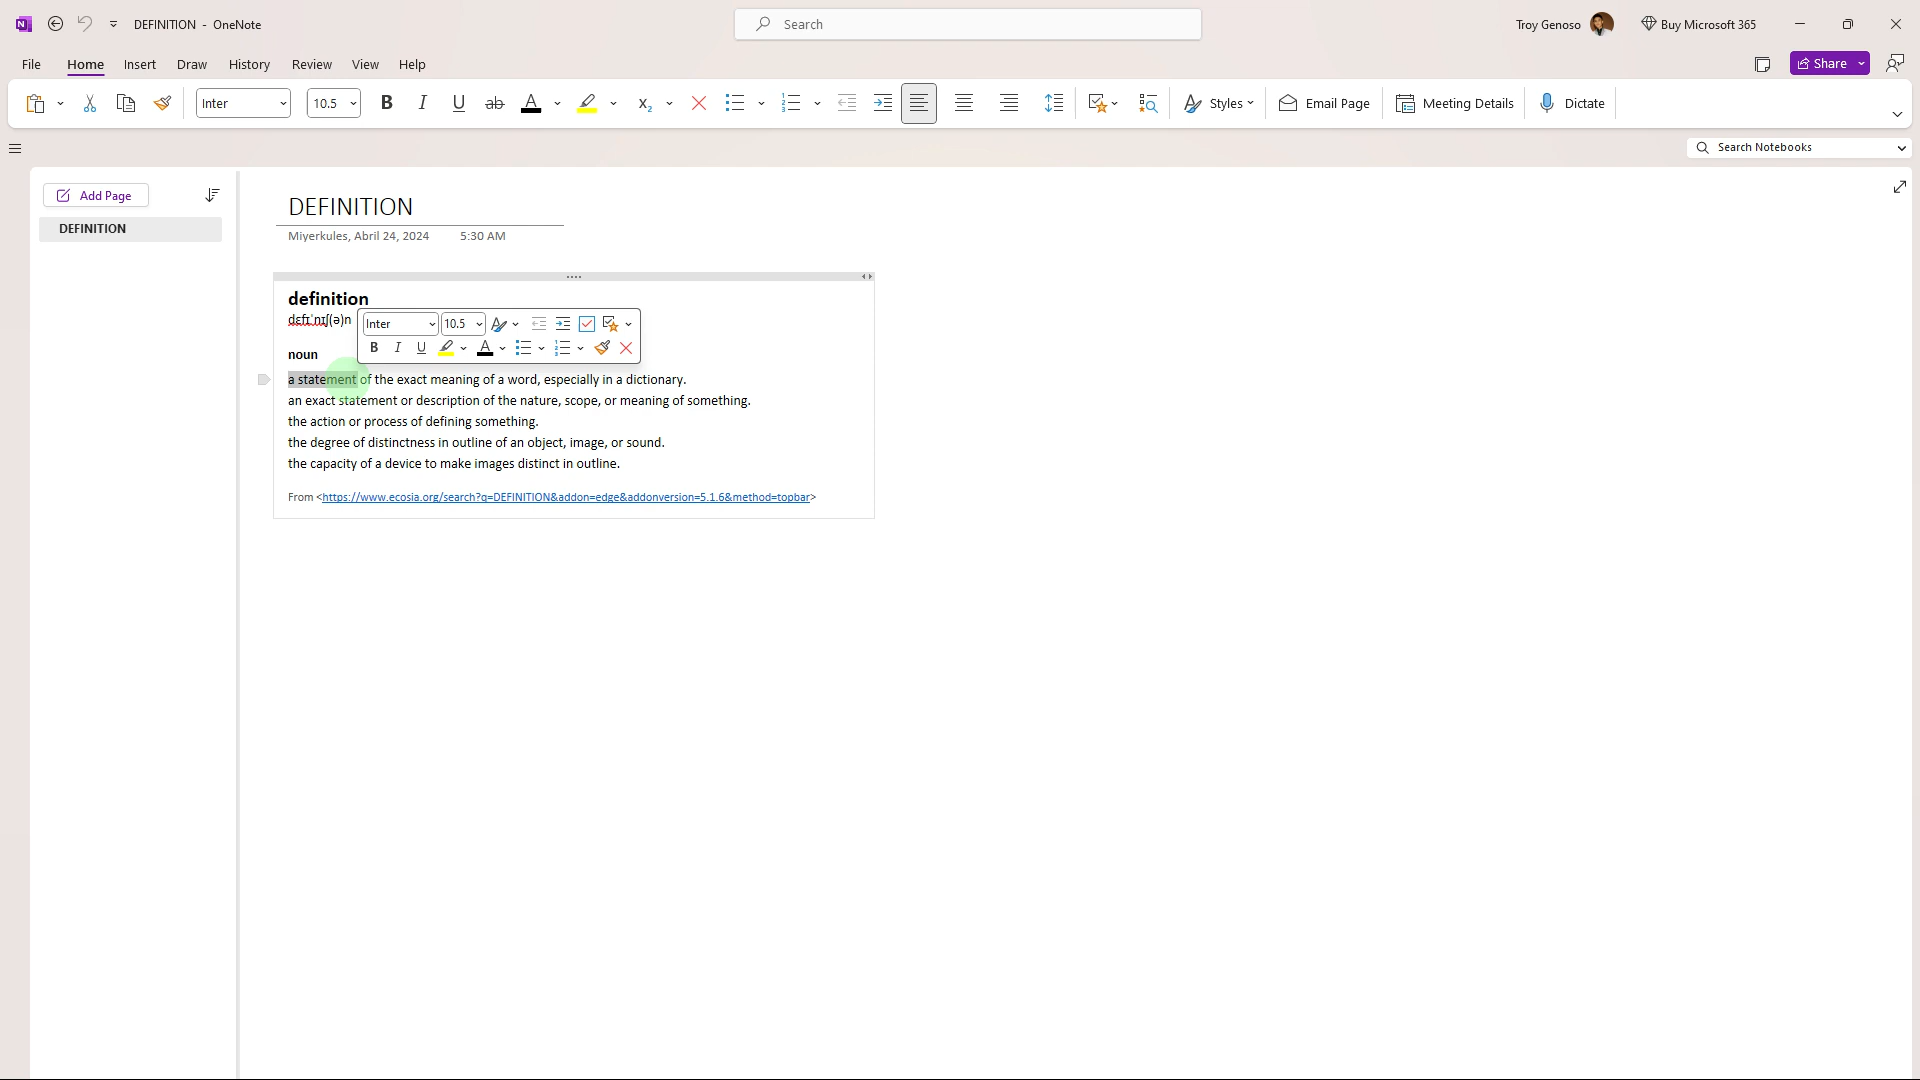 DEFINITION - OneNote
Search
Troy Genoso
Buy Microsoft 365
File Home Insert Draw History Review View Help
Share
Inter 10.5
Styles
Email Page
Meeting Details
Dictate
Search Notebooks
Add Page
DEFINITION
DEFINITION
Miyerkules, Abril 24, 2024 5:30 AM
definition
dɛfɪˈnɪʃ(ə)n
Inter 10.5
noun
a statement of the exact meaning of a word, especially in a dictionary.
an exact statement or description of the nature, scope, or meaning of something.
the action or process of defining something.
the degree of distinctness in outline of an object, image, or sound.
the capacity of a device to make images distinct in outline.
From <https://www.ecosia.org/search?q=DEFINITION&addon=edge&addonversion=5.1.6&method=topbar>